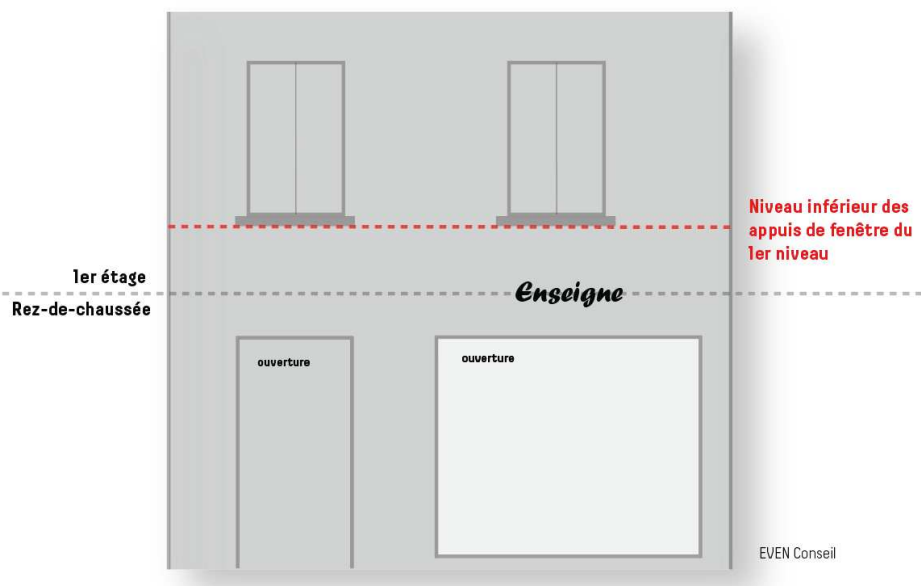 Niveau inférieur des
appuis de fenêtre du
1er niveau
1er étage
Enseigne
Rez-de-chaussée
ouverture
ouverture
EVEN Conseil